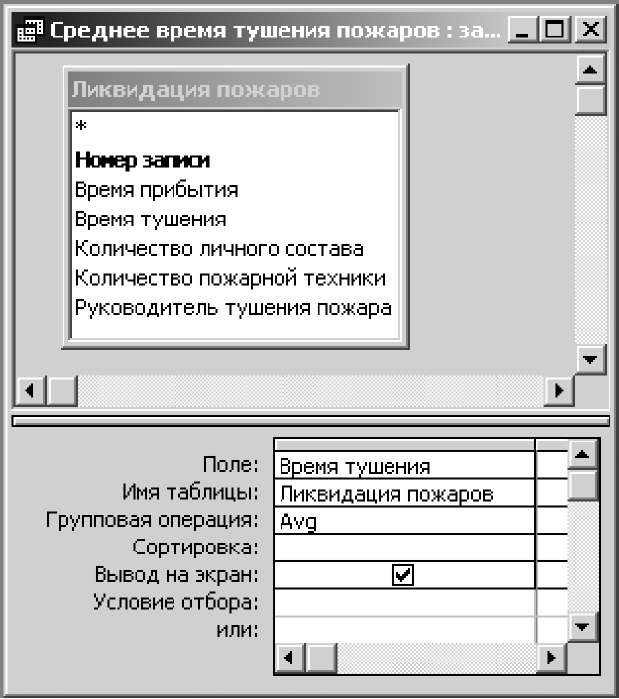 Среднее время тушения пожаров : за...
Ликвидация пожаров
*
Номер записи
Время прибытия
Время тушения
Количество личного состава
Количество пожарной техники
Руководитель тушения пожара
Поле: Время тушения
Имя таблицы: Ликвидация пожаров
Групповая операция: Avg
Сортировка:
Вывод на экран:
Условие отбора:
или: